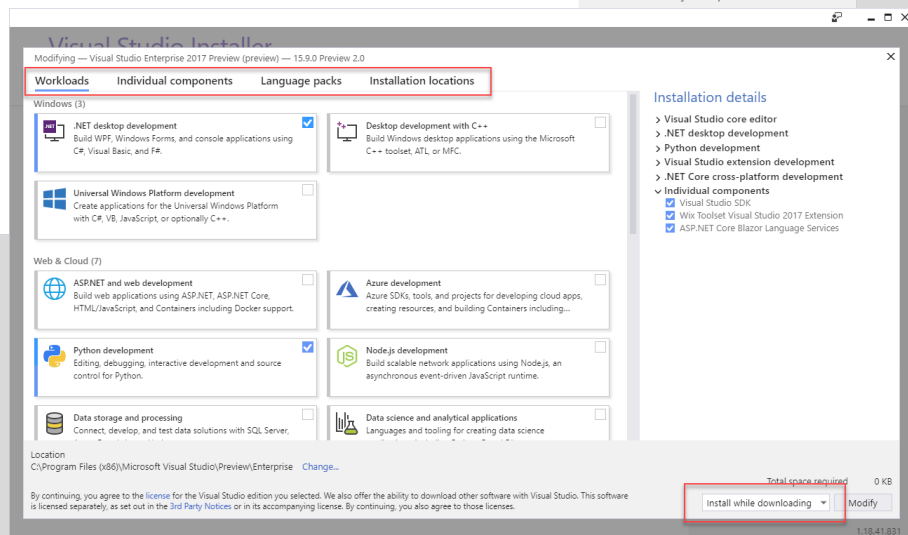 Visual Studio Installer
Modifying — Visual Studio Enterprise 2017 Preview (preview) — 15.9.0 Preview 2.0
Workloads Individual components Language packs Installation locations
Windows (3)
.NET desktop development
Build WPF, Windows Forms, and console applications using
C#, Visual Basic, and F#.
Desktop development with C++
Build Windows desktop applications using the Microsoft
C++ toolset, ATL, or MFC.
Universal Windows Platform development
Create applications for the Universal Windows Platform
with C#, VB, JavaScript, or optionally C++.
Web & Cloud (7)
ASP.NET and web development
Build web applications using ASP.NET, ASP.NET Core,
HTML/JavaScript, and Containers including Docker support.
Azure development
Azure SDKs, tools, and projects for developing cloud apps,
creating resources, and building Containers including...
Python development
Editing, debugging, interactive development and source
control for Python.
Node.js development
Build scalable network applications using Node.js, an
asynchronous event-driven JavaScript runtime.
Data storage and processing
Connect, develop, and test data solutions with SQL Server,
Data science and analytical applications
Languages and tooling for creating data science
Installation details
Visual Studio core editor
.NET desktop development
Python development
Visual Studio extension development
.NET Core cross-platform development
Individual components
Visual Studio SDK
Wix Toolset Visual Studio 2017 Extension
ASP.NET Core Blazor Language Services
Location
C:\Program Files (x86)\Microsoft Visual Studio\Preview\Enterprise Change...
By continuing, you agree to the license for the Visual Studio edition you selected. We also offer the ability to download other software with Visual Studio. This software
is licensed separately, as set out in the 3rd Party Notices or in its accompanying license. By continuing, you also agree to those licenses.
Total space required 0 KB
Install while downloading Modify
1.18.41.831